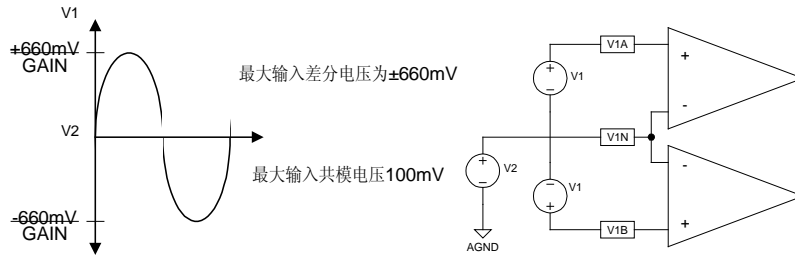 V1
+660mV
GAIN
最大输入差分电压为±660mV
V2
最大输入共模电压100mV
-660mV
GAIN
V1A
+
+
−
V1
-
V1N
+
−
V2
-
−
+
V1
+
V1B
AGND